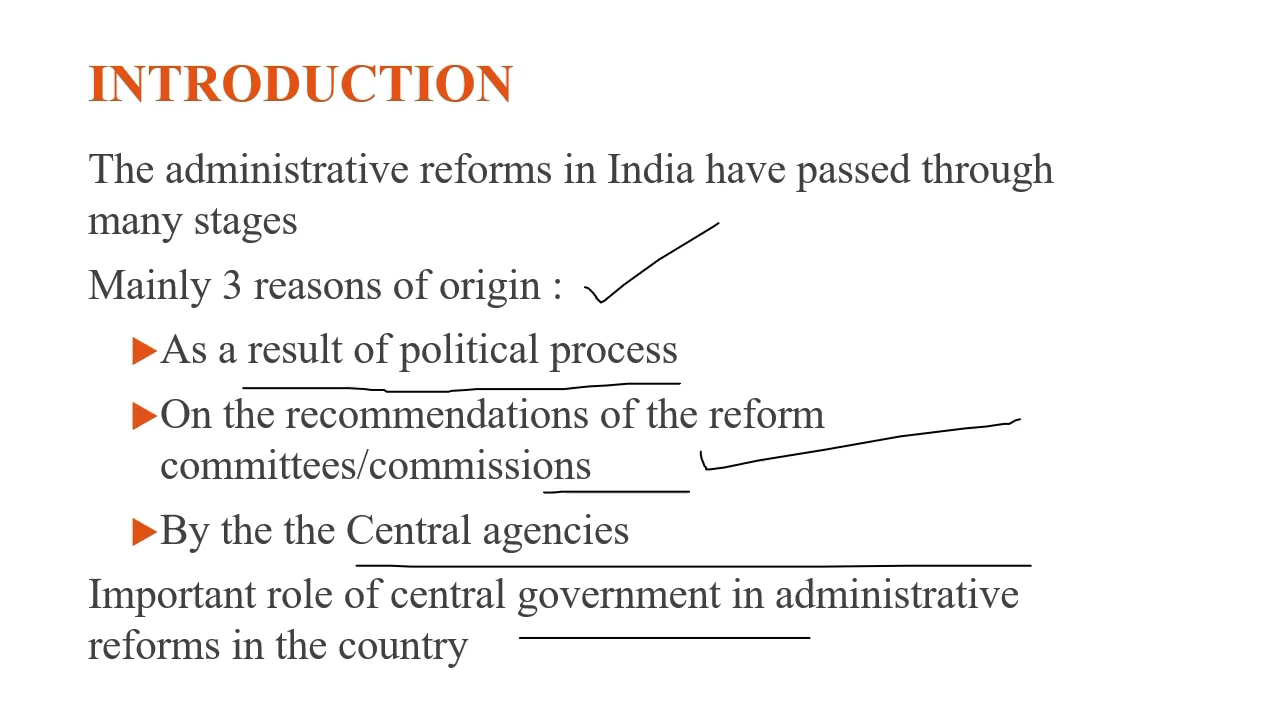 INTRODUCTION
The administrative reforms in India have passed through
many stages
Mainly 3 reasons of origin :
As a result of political process
On the recommendations of the reform
committees/commissions
By the the Central agencies
Important role of central government in administrative
reforms in the country